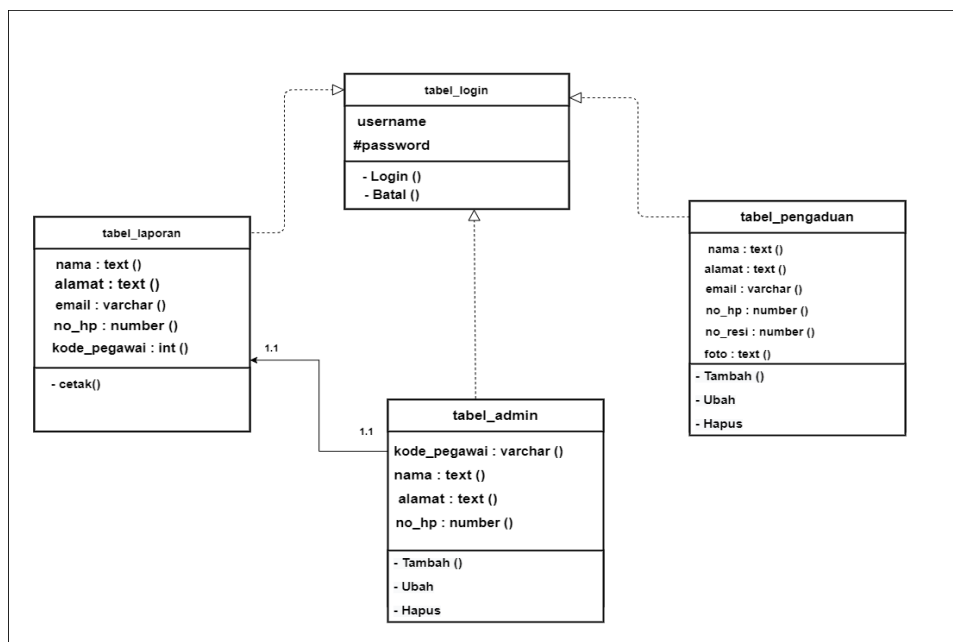 tabel_login
username
#password
- Login ()
- Batal ()
tabel_laporan
nama : text ()
alamat : text ()
email : varchar ()
no_hp : number ()
kode_pegawai : int ()
- cetak()
tabel_pengaduan
nama : text ()
alamat : text ()
email : varchar ()
no_hp : number ()
no_resi : number ()
foto : text ()
- Tambah ()
- Ubah
- Hapus
1.1
1.1
tabel_admin
kode_pegawai : varchar ()
nama : text ()
alamat : text ()
no_hp : number ()
- Tambah ()
- Ubah
- Hapus